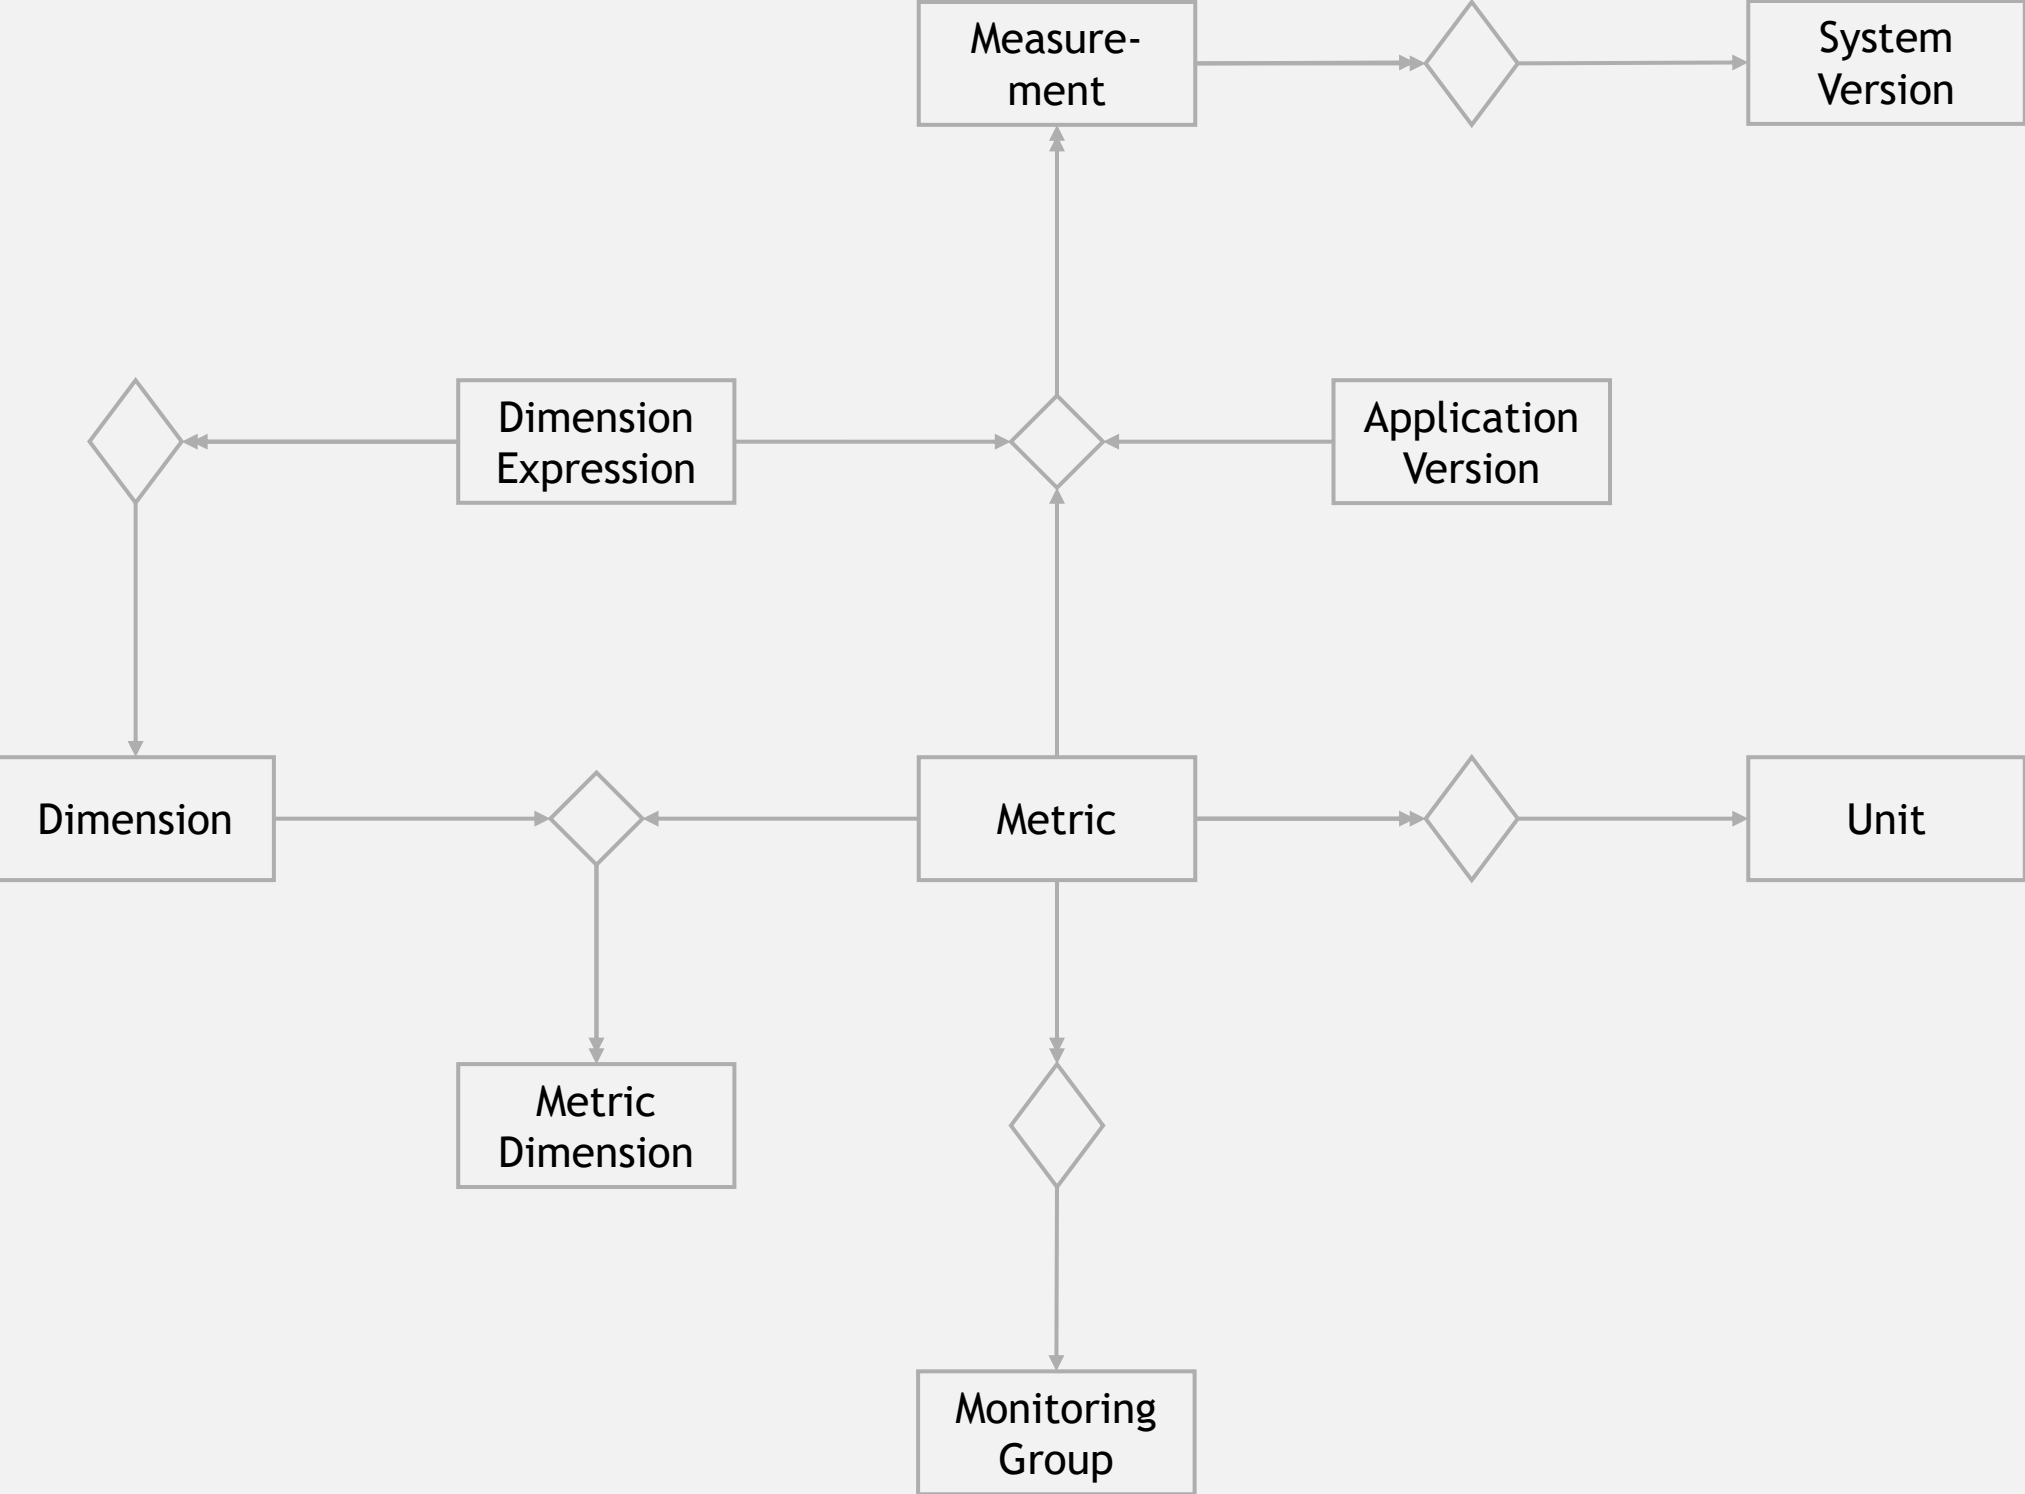 Measure-
ment
System
Version
Dimension
Expression
Application
Version
Dimension
Metric
Unit
Metric
Dimension
Monitoring
Group